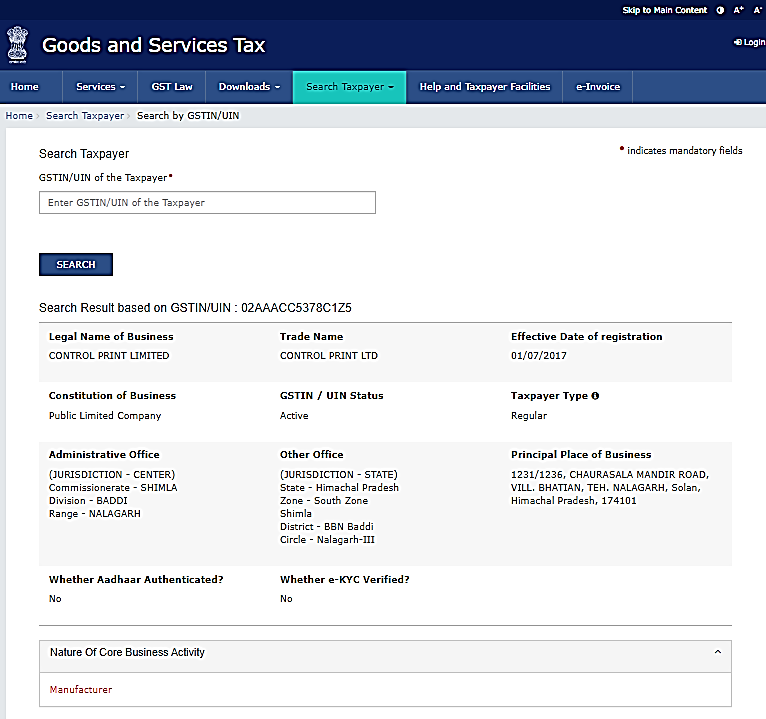 Skip to Main Content A+ A-
Goods and Services Tax
Login
Home Services GST Law Downloads Search Taxpayer Help and Taxpayer Facilities e-Invoice
Home Search Taxpayer Search by GSTIN/UIN
Search Taxpayer
• indicates mandatory fields
GSTIN/UIN of the Taxpayer•
Enter GSTIN/UIN of the Taxpayer
SEARCH
Search Result based on GSTIN/UIN : 02AAACC5378C1Z5
Legal Name of Business
CONTROL PRINT LIMITED
Trade Name
CONTROL PRINT LTD
Effective Date of registration
01/07/2017
Constitution of Business
Public Limited Company
GSTIN / UIN Status
Active
Taxpayer Type
Regular
Administrative Office
(JURISDICTION - CENTER)
Commissionerate - SHIMLA
Division - BADDI
Range - NALAGARH
Other Office
(JURISDICTION - STATE)
State - Himachal Pradesh
Zone - South Zone
Shimla
District - BBN Baddi
Circle - Nalagarh-III
Principal Place of Business
1231/1236, CHAURASALA MANDIR ROAD,
VILL. BHATIAN, TEH. NALAGARH, Solan,
Himachal Pradesh, 174101
Whether Aadhaar Authenticated?
No
Whether e-KYC Verified?
No
Nature Of Core Business Activity
Manufacturer